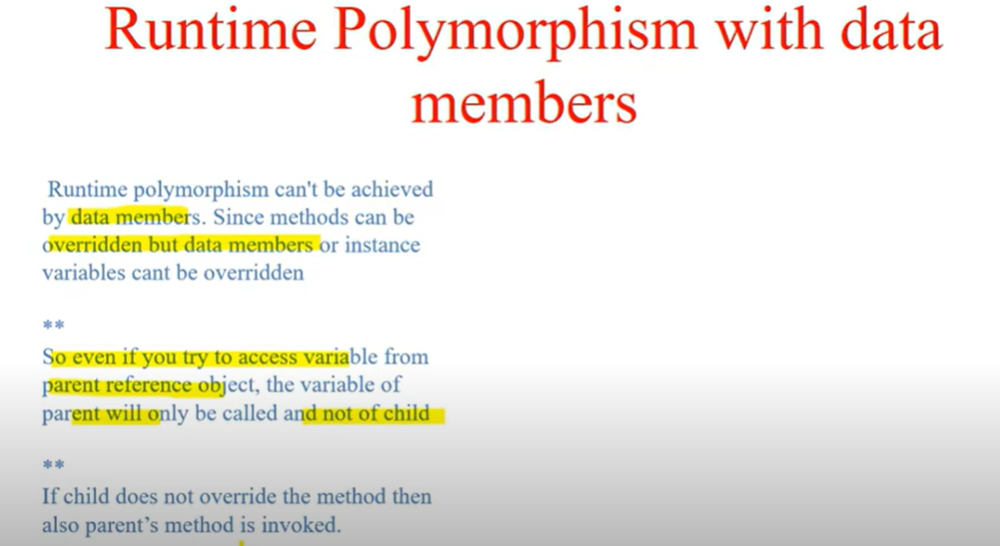 Runtime Polymorphism with data
members
Runtime polymorphism can't be achieved
by data members. Since methods can be
overridden but data members or instance
variables cant be overridden
**
So even if you try to access variable from
parent reference object, the variable of
parent will only be called and not of child
**
If child does not override the method then
also parent’s method is invoked.